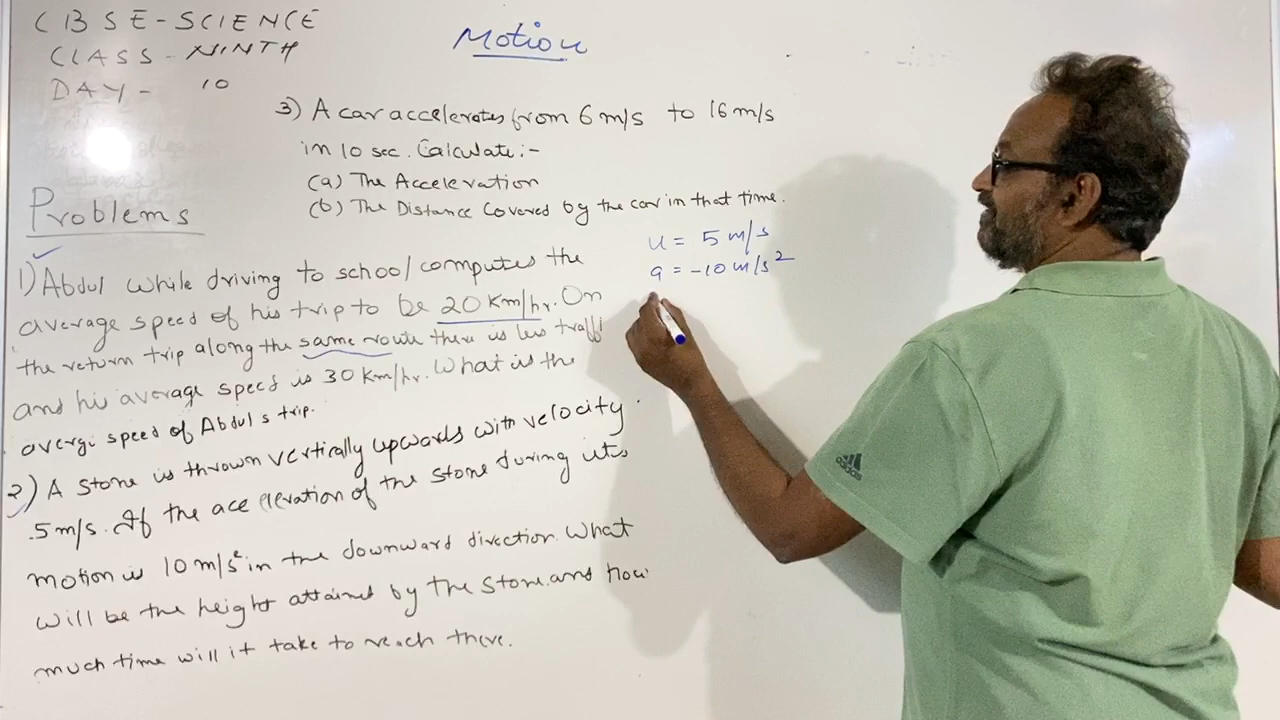 CBSE-SCIENCE
CLASS-NINTH
DAY- 10
Motion
3) A car accelerates from 6 m/s to 16 m/s
in 10 sec. Calculate:-
(a) The Acceleration
(b) The Distance Covered by the car in that time.
Problems
1) Abdul while driving to school computes the
average speed of his trip to be 20 Km/hr. On
the return trip along the same route there is less traffi
and his average speed is 30 Km/hr. What is the
avergi speed of Abdul s trip.
2) A stone is thrown vertically upwards with velocity
5 m/s. If the acceleration of the stone during its
motion is 10 m/s² in the downward direction. What
will be the height attained by the stone. and how
much time will it take to reach there.
u = 5 m/s
a = -10 m/s²
adidas